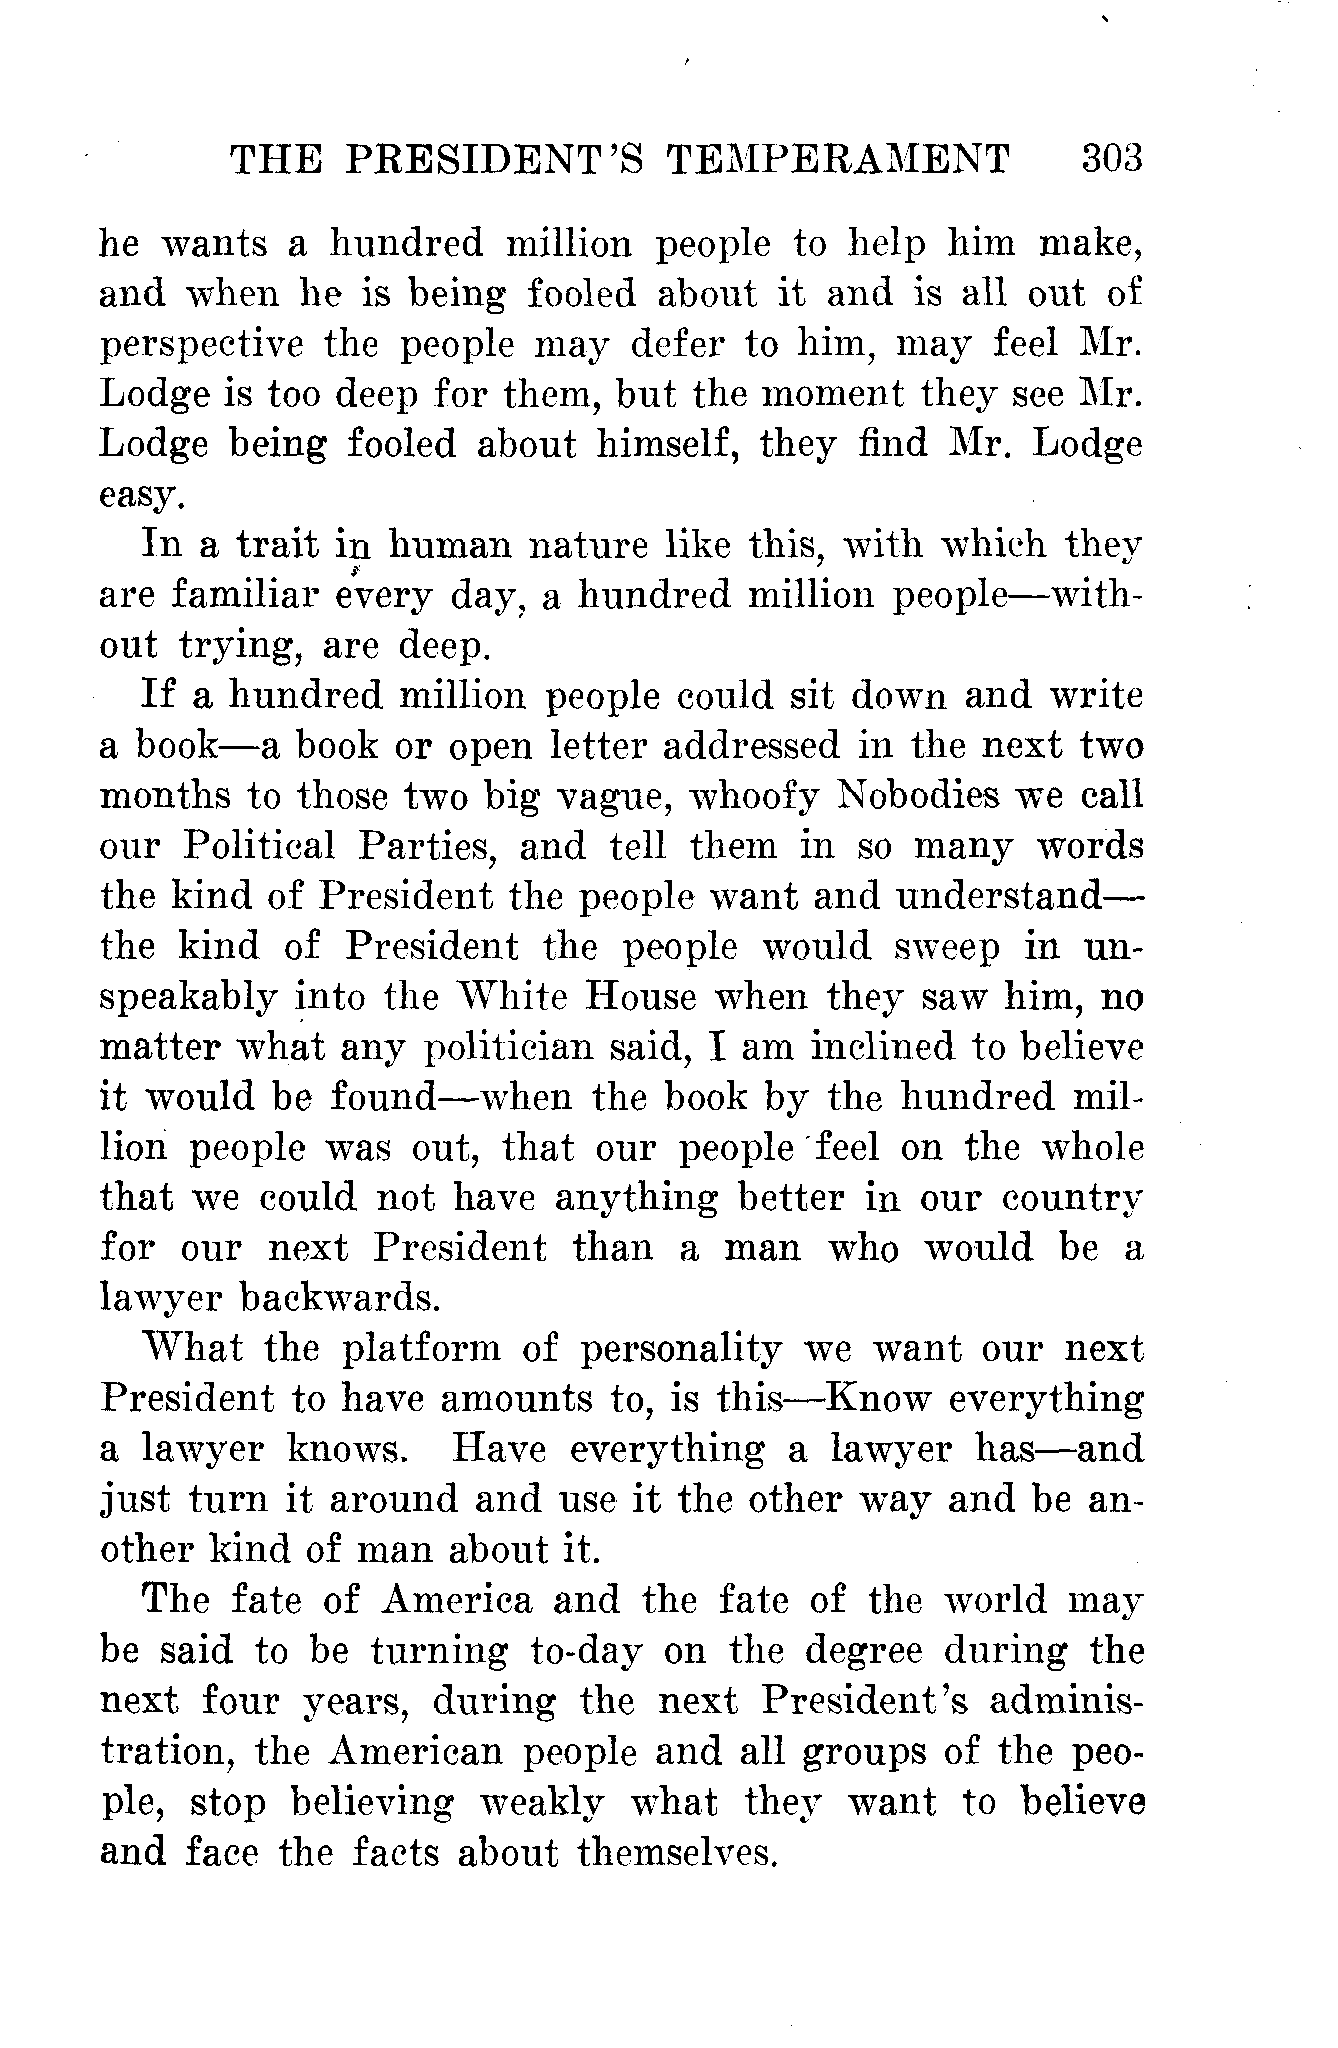 THE PRESIDENT'S TEMPERAMENT 303
he wants a hundred million people to help him make,
and when he is being fooled about it and is all out of
perspective the people may defer to him, may feel Mr.
Lodge is too deep for them, but the moment they see Mr.
Lodge being fooled about himself, they find Mr. Lodge
easy.
In a trait in human nature like this, with which they
are familiar every day, a hundred million people—with-
out trying, are deep.
If a hundred million people could sit down and write
a book—a book or open letter addressed in the next two
months to those two big vague, whoofy Nobodies we call
our Political Parties, and tell them in so many words
the kind of President the people want and understand—
the kind of President the people would sweep in un-
speakably into the White House when they saw him, no
matter what any politician said, I am inclined to believe
it would be found—when the book by the hundred mil-
lion people was out, that our people feel on the whole
that we could not have anything better in our country
for our next President than a man who would be a
lawyer backwards.
What the platform of personality we want our next
President to have amounts to, is this—Know everything
a lawyer knows. Have everything a lawyer has—and
just turn it around and use it the other way and be an-
other kind of man about it.
The fate of America and the fate of the world may
be said to be turning to-day on the degree during the
next four years, during the next President's adminis-
tration, the American people and all groups of the peo-
ple, stop believing weakly what they want to believe
and face the facts about themselves.